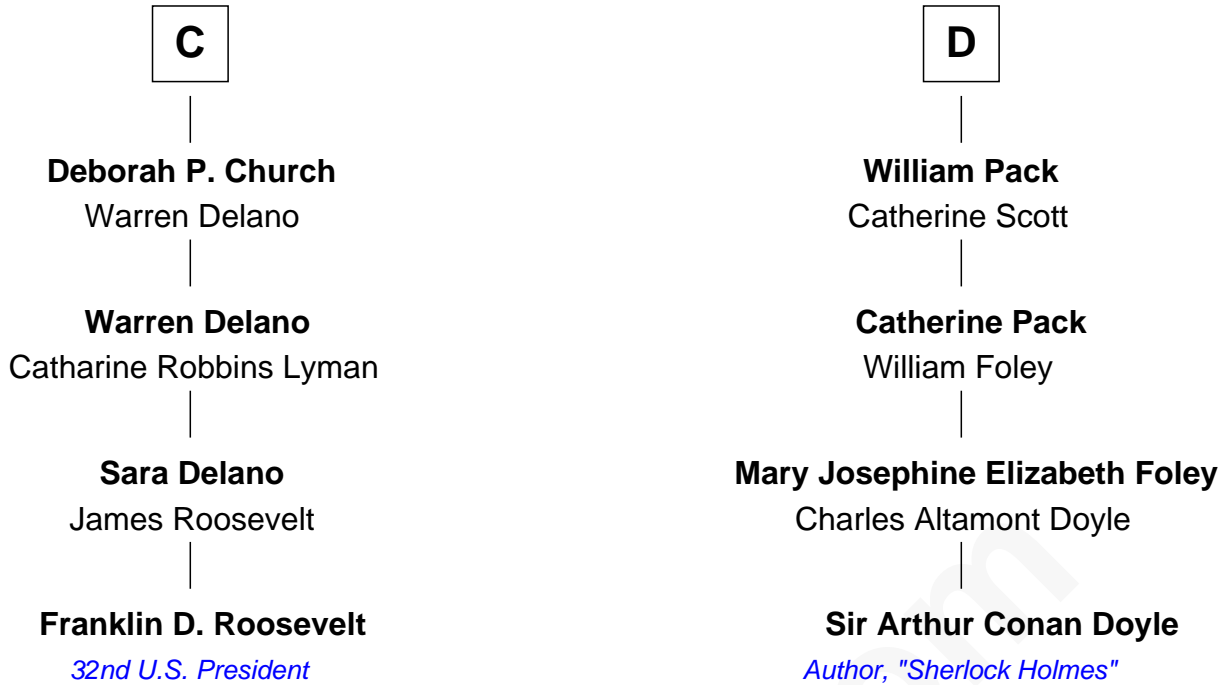 C
Deborah P. Church
Warren Delano
Warren Delano
Catharine Robbins Lyman
Sara Delano
James Roosevelt
Franklin D. Roosevelt
32nd U.S. President
D
William Pack
Catherine Scott
Catherine Pack
William Foley
Mary Josephine Elizabeth Foley
Charles Altamont Doyle
Sir Arthur Conan Doyle
Author, "Sherlock Holmes"